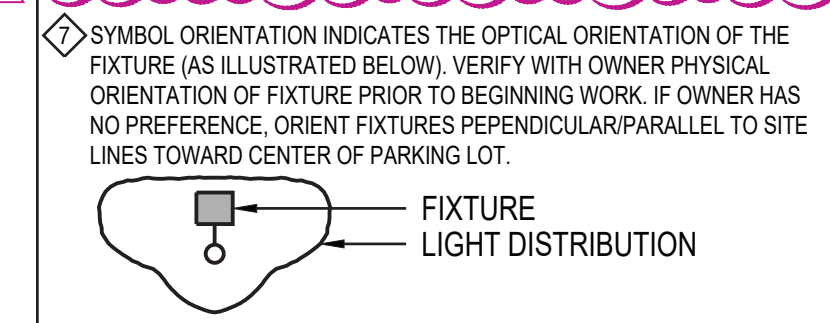 7 SYMBOL ORIENTATION INDICATES THE OPTICAL ORIENTATION OF THE
FIXTURE (AS ILLUSTRATED BELOW). VERIFY WITH OWNER PHYSICAL
ORIENTATION OF FIXTURE PRIOR TO BEGINNING WORK. IF OWNER HAS
NO PREFERENCE, ORIENT FIXTURES PEPENDICULAR/PARALLEL TO SITE
LINES TOWARD CENTER OF PARKING LOT.
FIXTURE
LIGHT DISTRIBUTION